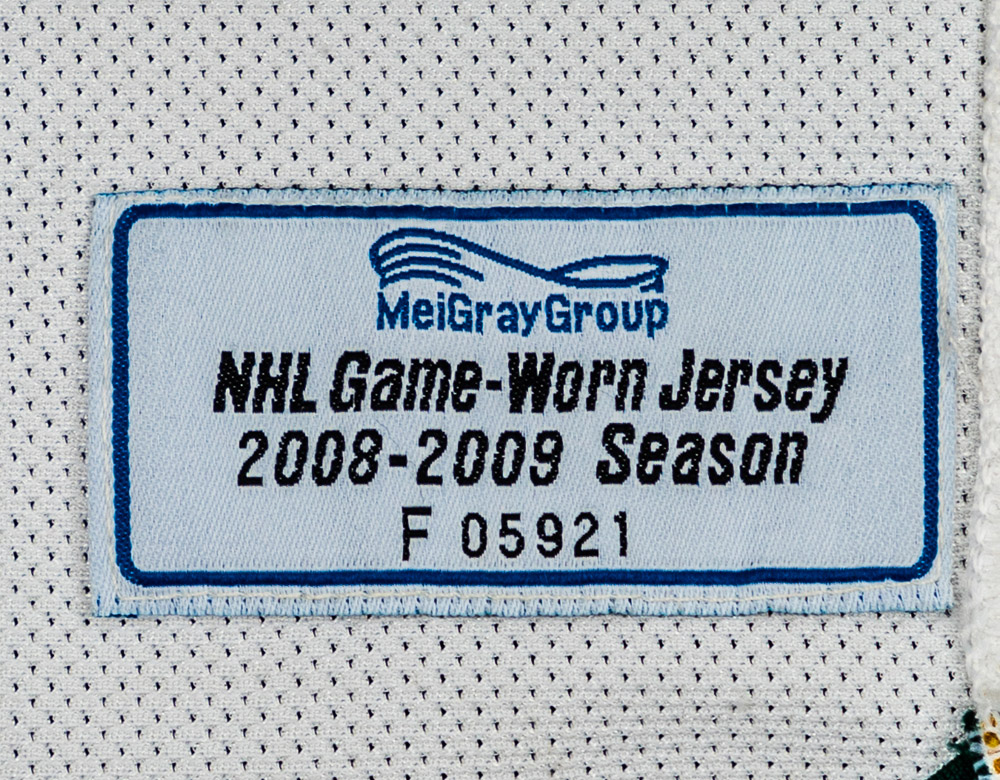 MeiGrayGroup
NHL Game-Worn Jersey
2008-2009 Season
F 05921